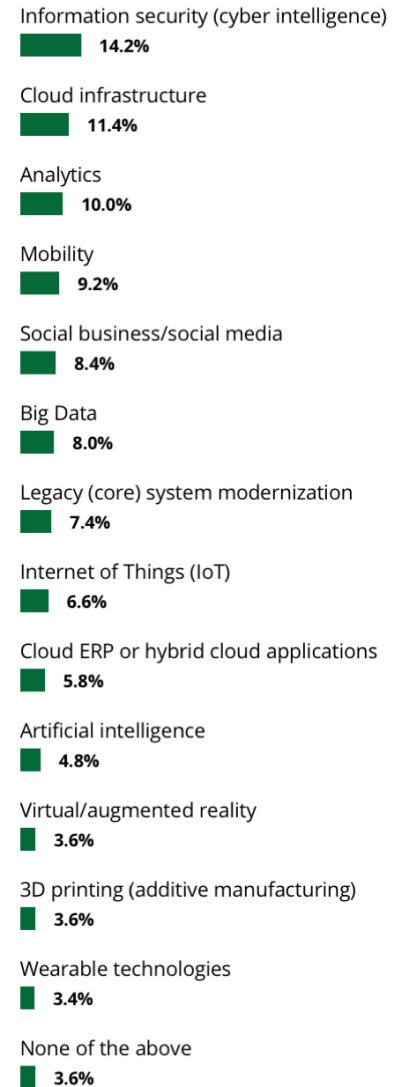 Information security (cyber intelligence)
14.2%
Cloud infrastructure
11.4%
Analytics
10.0%
Mobility
9.2%
Social business/social media
8.4%
Big Data
8.0%
Legacy (core) system modernization
7.4%
Internet of Things (IoT)
6.6%
Cloud ERP or hybrid cloud applications
5.8%
Artificial intelligence
4.8%
Virtual/augmented reality
3.6%
3D printing (additive manufacturing)
3.6%
Wearable technologies
3.4%
None of the above
3.6%